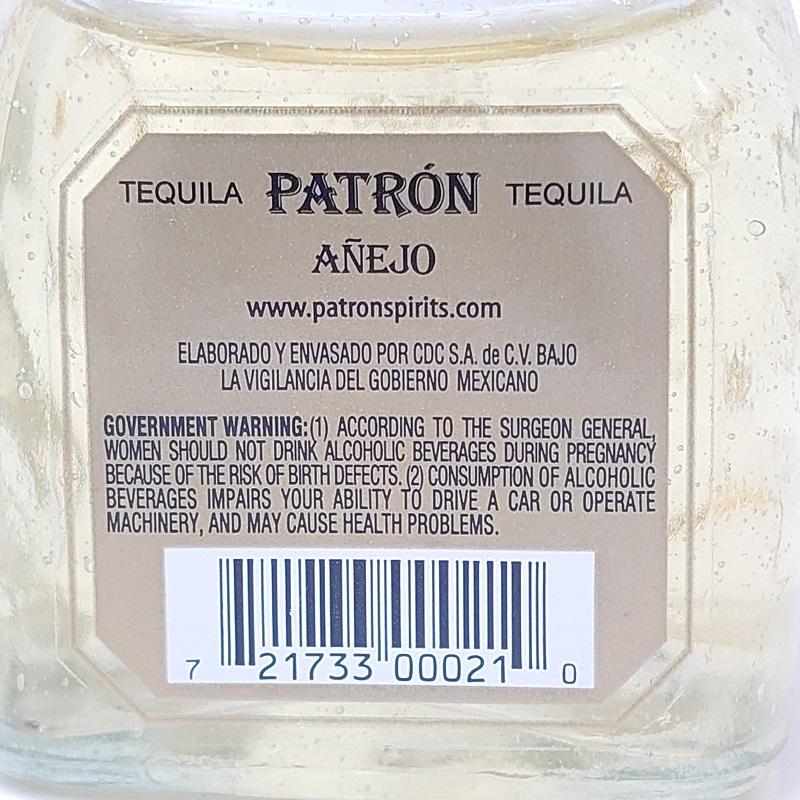 TEQUILA PATRÓN TEQUILA
AÑEJO
www.patronspirits.com
ELABORADO Y ENVASADO POR CDC S.A. de C.V. BAJO
LA VIGILANCIA DEL GOBIERNO MEXICANO
GOVERNMENT WARNING:(1) ACCORDING TO THE SURGEON GENERAL,
WOMEN SHOULD NOT DRINK ALCOHOLIC BEVERAGES DURING PREGNANCY
BECAUSE OF THE RISK OF BIRTH DEFECTS. (2) CONSUMPTION OF ALCOHOLIC
BEVERAGES IMPAIRS YOUR ABILITY TO DRIVE A CAR OR OPERATE
MACHINERY, AND MAY CAUSE HEALTH PROBLEMS.
7 21733 00021 0